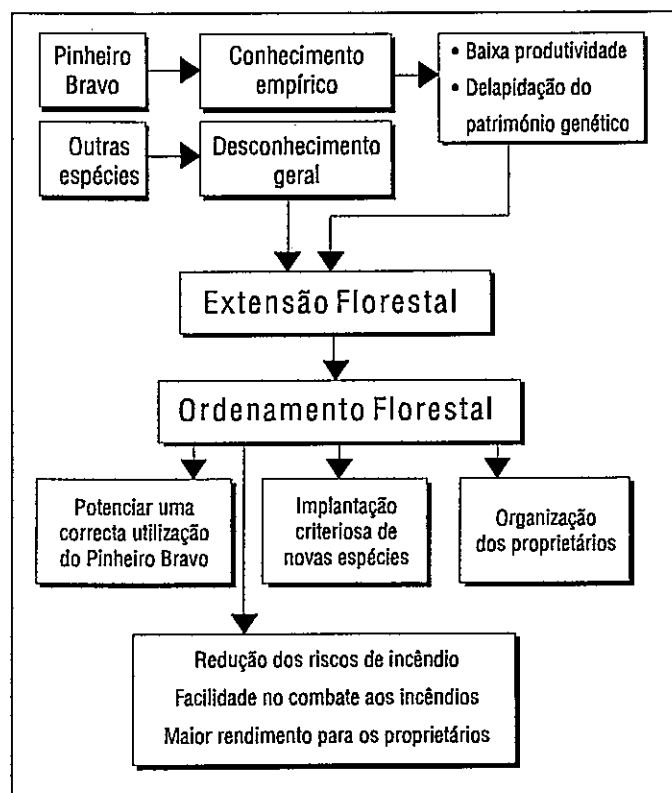 Pinheiro
Bravo
Conhecimento
empírico
• Baixa produtividade
• Delapidação do
património genético
Outras
espécies
Desconhecimento
geral
Extensão Florestal
Ordenamento Florestal
Potenciar uma
correcta utilização
do Pinheiro Bravo
Implantação
criteriosa de
novas espécies
Organização
dos proprietários
Redução dos riscos de incêndio
Facilidade no combate aos incêndios
Maior rendimento para os proprietários